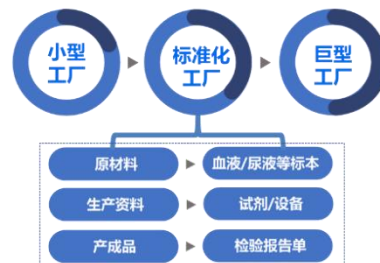 小型
工厂
标准化
工厂
巨型
工厂
原材料
血液/尿液等标本
生产资料
试剂/设备
产成品
检验报告单